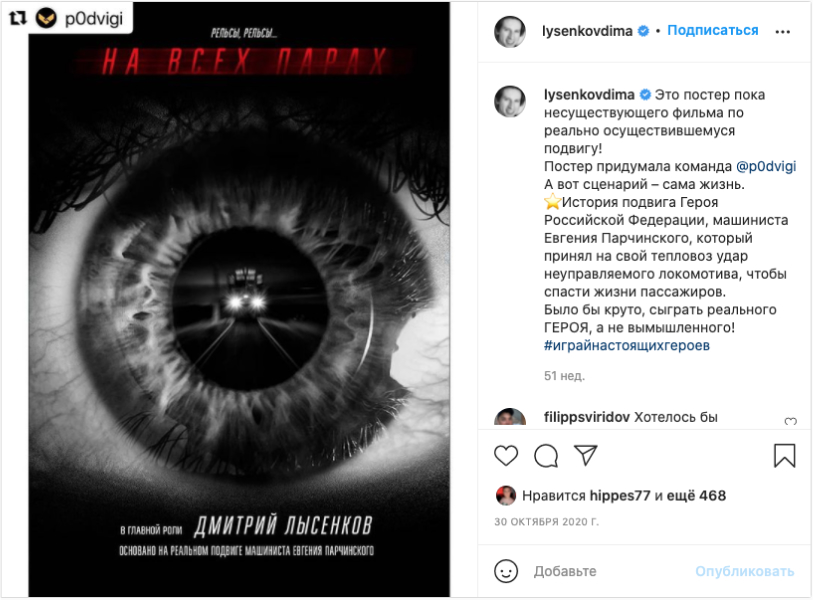 p0dvigi
РЕЛЬСЫ, РЕЛЬСЫ...
НА ВСЕХ ПАРАХ
В ГЛАВНОЙ РОЛИ ДМИТРИЙ ЛЫСЕНКОВ
ОСНОВАНО НА РЕАЛЬНОМ ПОДВИГЕ МАШИНИСТА ЕВГЕНИЯ ПАРЧИНСКОГО
lysenkovdima • Подписаться
lysenkovdima Это постер пока
несуществующего фильма по
реально осуществившемуся
подвигу!
Постер придумала команда @p0dvigi
А вот сценарий – сама жизнь.
⭐История подвига Героя
Российской Федерации, машиниста
Евгения Парчинского, который
принял на свой тепловоз удар
неуправляемого локомотива, чтобы
спасти жизни пассажиров.
Было бы круто, сыграть реального
ГЕРОЯ, а не вымышленного!
#играйнастоящихгероев
51 нед.
filippsviridov Хотелось бы
Нравится hippes77 и ещё 468
30 ОКТЯБРЯ 2020 Г.
Добавьте
Опубликовать